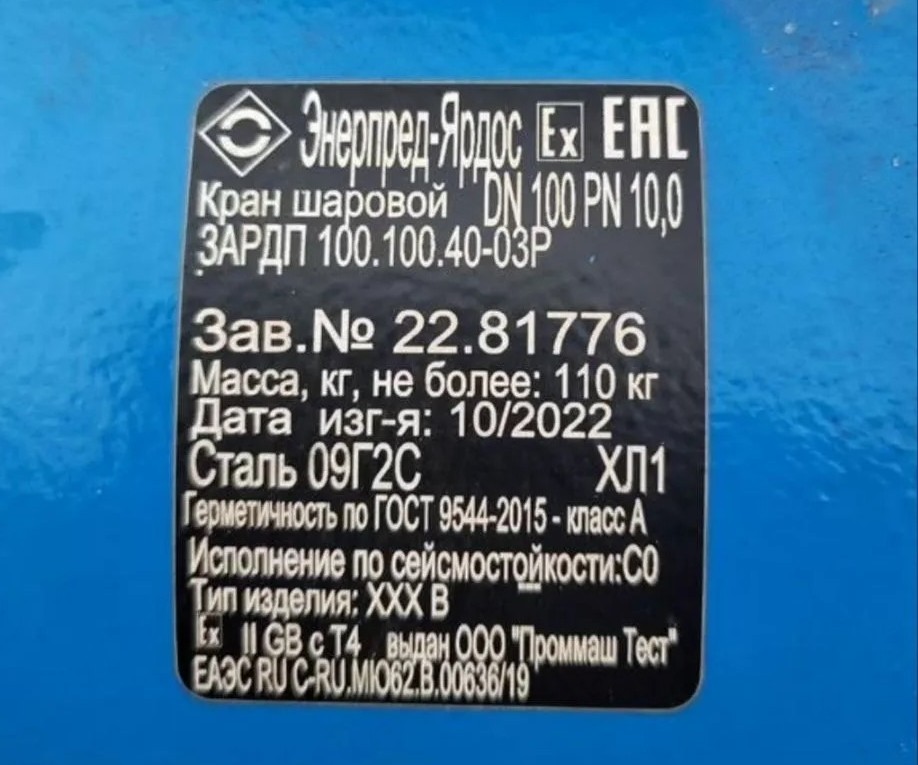 Энерпред-Ярдос Ex EAC
Кран шаровой DN 100 PN 10,0
ЗАРДП 100.100.40-03Р
Зав.№ 22.81776
Масса, кг, не более: 110 кг
Дата изг-я: 10/2022
Сталь 09Г2С ХЛ1
Герметичность по ГОСТ 9544-2015 - класс А
Исполнение по сейсмостойкости:С0
Тип изделия: ХХХ В
Ex II GB c T4 выдан ООО "Проммаш Тест"
ЕАЭС RU C-RU.МЮ62.В.00636/19